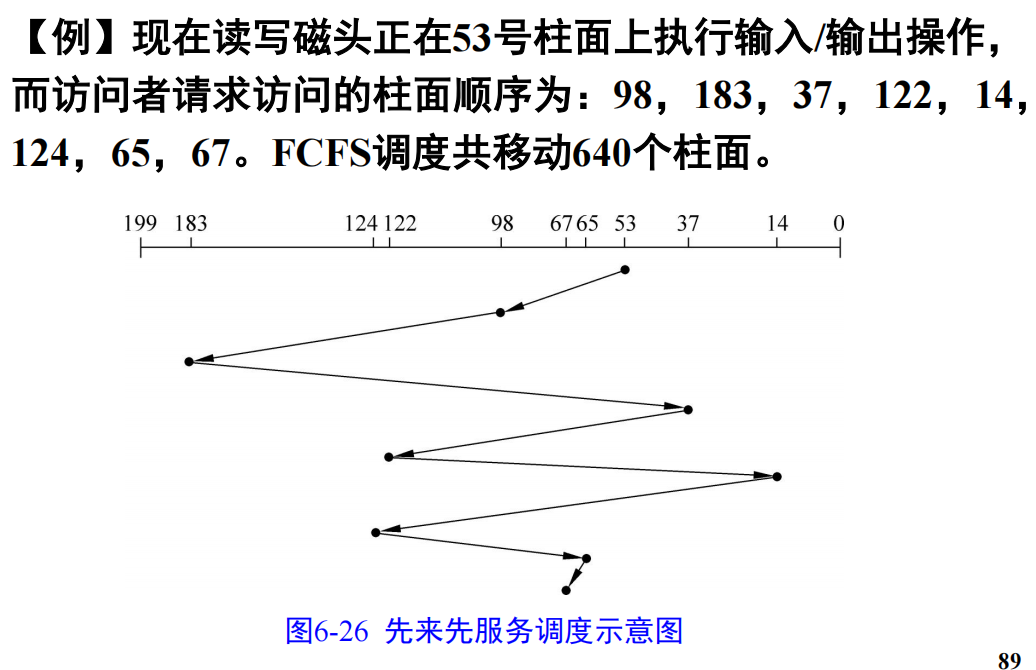 【例】现在读写磁头正在53号柱面上执行输入/输出操作，
而访问者请求访问的柱面顺序为：98，183，37，122，14，
124，65，67。FCFS调度共移动640个柱面。
199 183 124 122 98 67 65 53 37 14 0
图6-26 先来先服务调度示意图
89